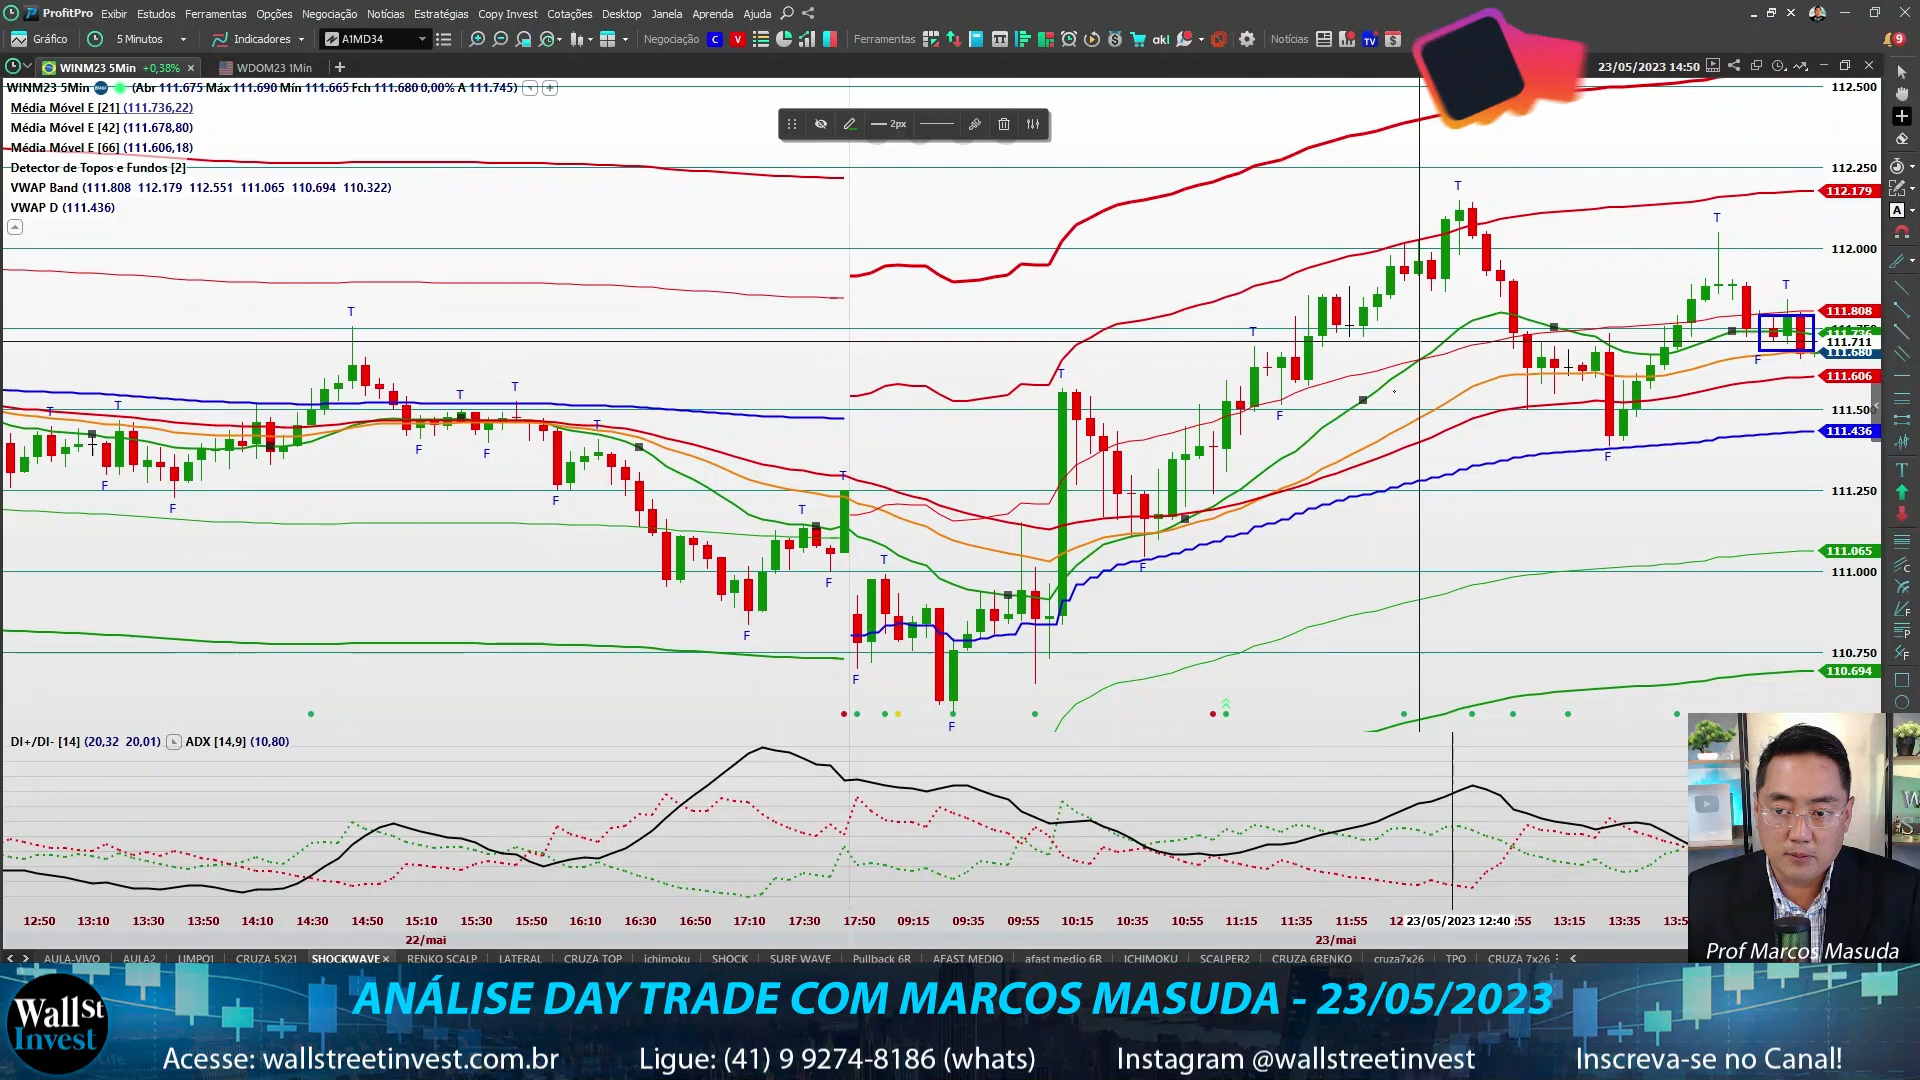 ProfitPro Exibir Estudos Ferramentas Opções Negociação Notícias Estratégias Copy Invest Cotações Desktop Janela Aprenda Ajuda
Gráfico 5 Minutos Indicadores A1MD34 Negociação C V Ferramentas akl Notícias TV 9
WINM23 5Min +0,38% × WDOM23 1Min + 23/05/2023 14:50
WINM23 5Min (Abr 111.675 Máx 111.690 Mín 111.665 Fch 111.680 0,00% A 111.745)
Média Móvel E [21] (111.736,22)
Média Móvel E [42] (111.678,80)
Média Móvel E [66] (111.606,18)
Detector de Topos e Fundos [2]
VWAP Band (111.808 112.179 112.551 111.065 110.694 110.322)
VWAP D (111.436)
2px
112.500
112.250
112.179
112.000
111.808
111.736
111.711
111.680
111.606
111.500
111.436
111.250
111.065
111.000
110.750
110.694
DI+/DI- [14] (20,32 20,01) ADX [14,9] (10,80)
12:50 13:10 13:30 13:50 14:10 14:30 14:50 15:10 15:30 15:50 16:10 16:30 16:50 17:10 17:30 17:50 09:15 09:35 09:55 10:15 10:35 10:55 11:15 11:35 11:55 12 23/05/2023 12:40 :55 13:15 13:35
22/mai 23/mai
AULA-VIVO AULA2 LIMPO1 CRUZA 5X21 SHOCKWAVE × RENKO SCALP LATERAL CRUZA TOP ichimoku SHOCK SURF WAVE Pullback 6R AFAST MEDIO afast medio 6R ICHIMOKU SCALPER2 CRUZA 6RENKO cruza7x26 TPO CRUZA 7x26
Prof Marcos Masuda
Wall St Invest
ANÁLISE DAY TRADE COM MARCOS MASUDA - 23/05/2023
Acesse: wallstreetinvest.com.br Ligue: (41) 9 9274-8186 (whats) Instagram @wallstreetinvest Inscreva-se no Canal!